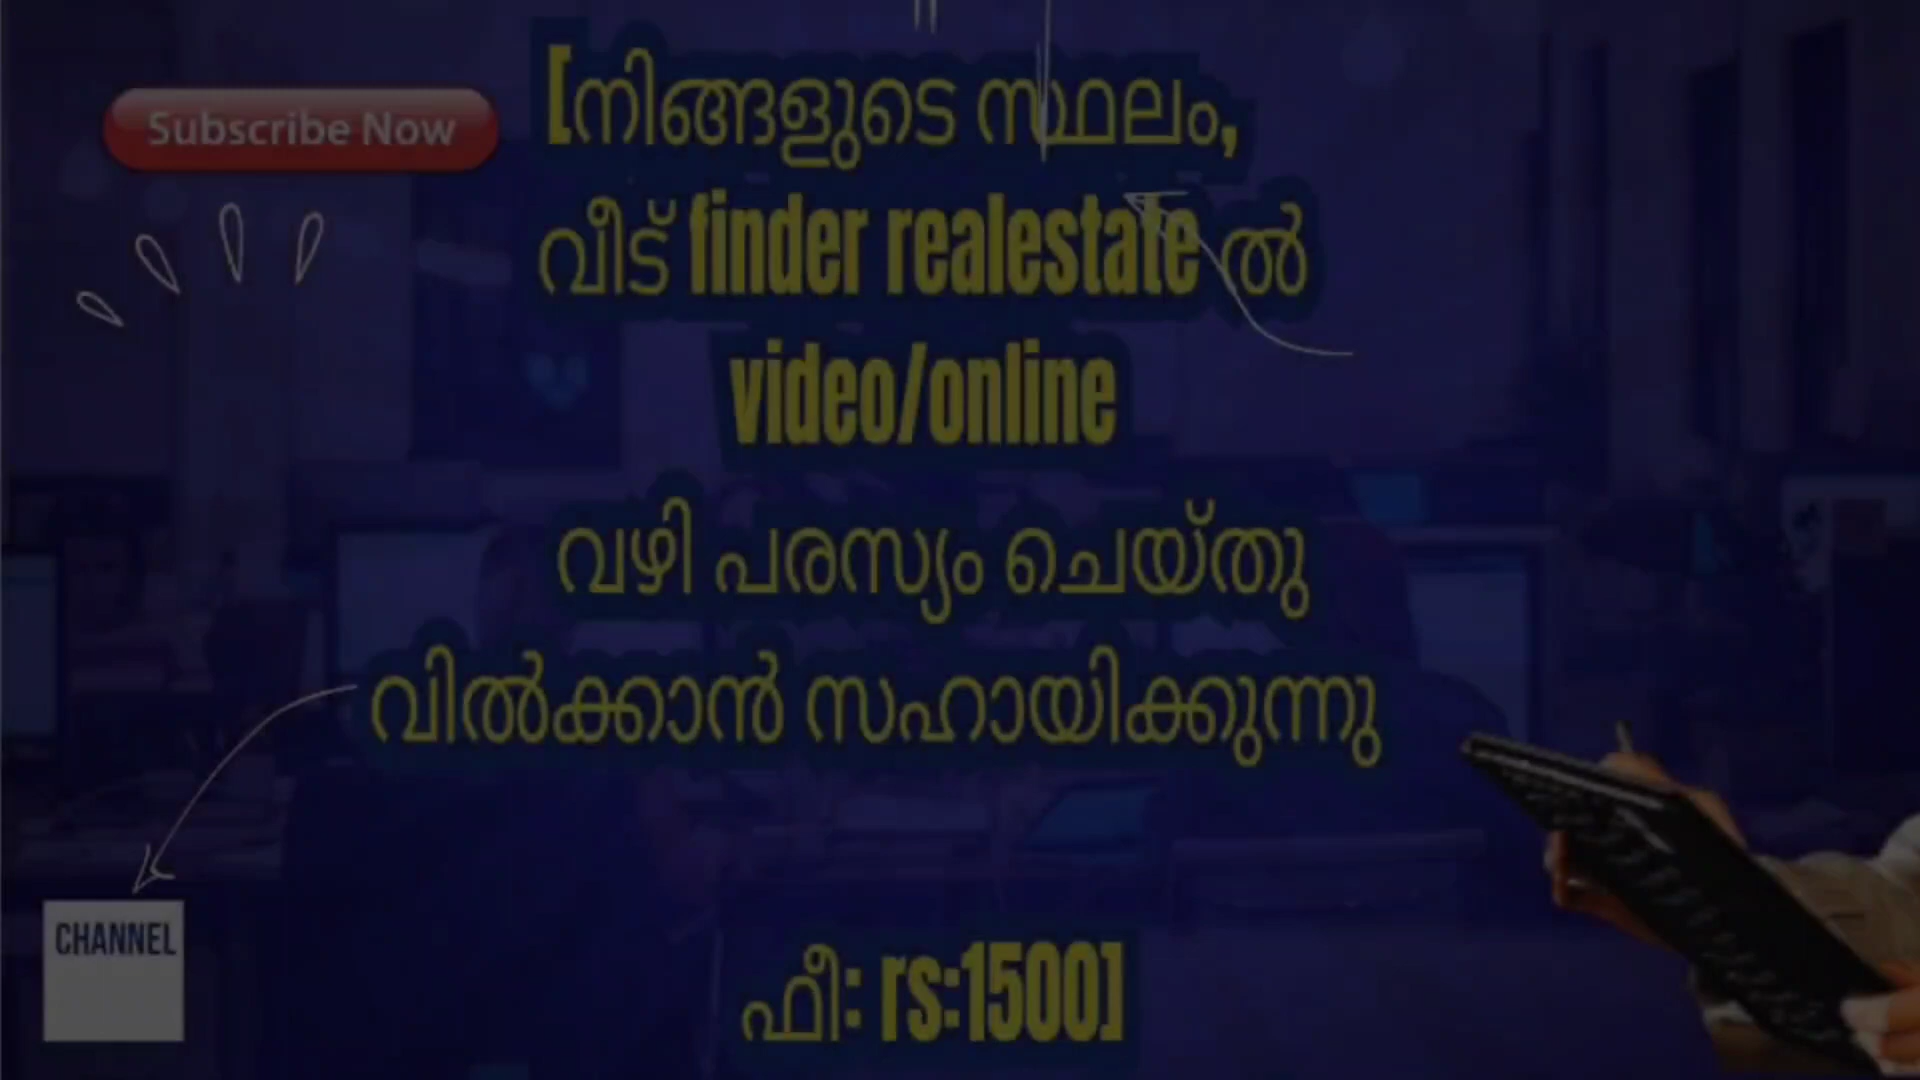 Subscribe Now
[നിങ്ങളുടെ സ്ഥലം,
വീട് finder realestate ൽ
video/online
വഴി പരസ്യം ചെയ്തു
വിൽക്കാൻ സഹായിക്കുന്നു
CHANNEL
ഫീ: rs:1500]